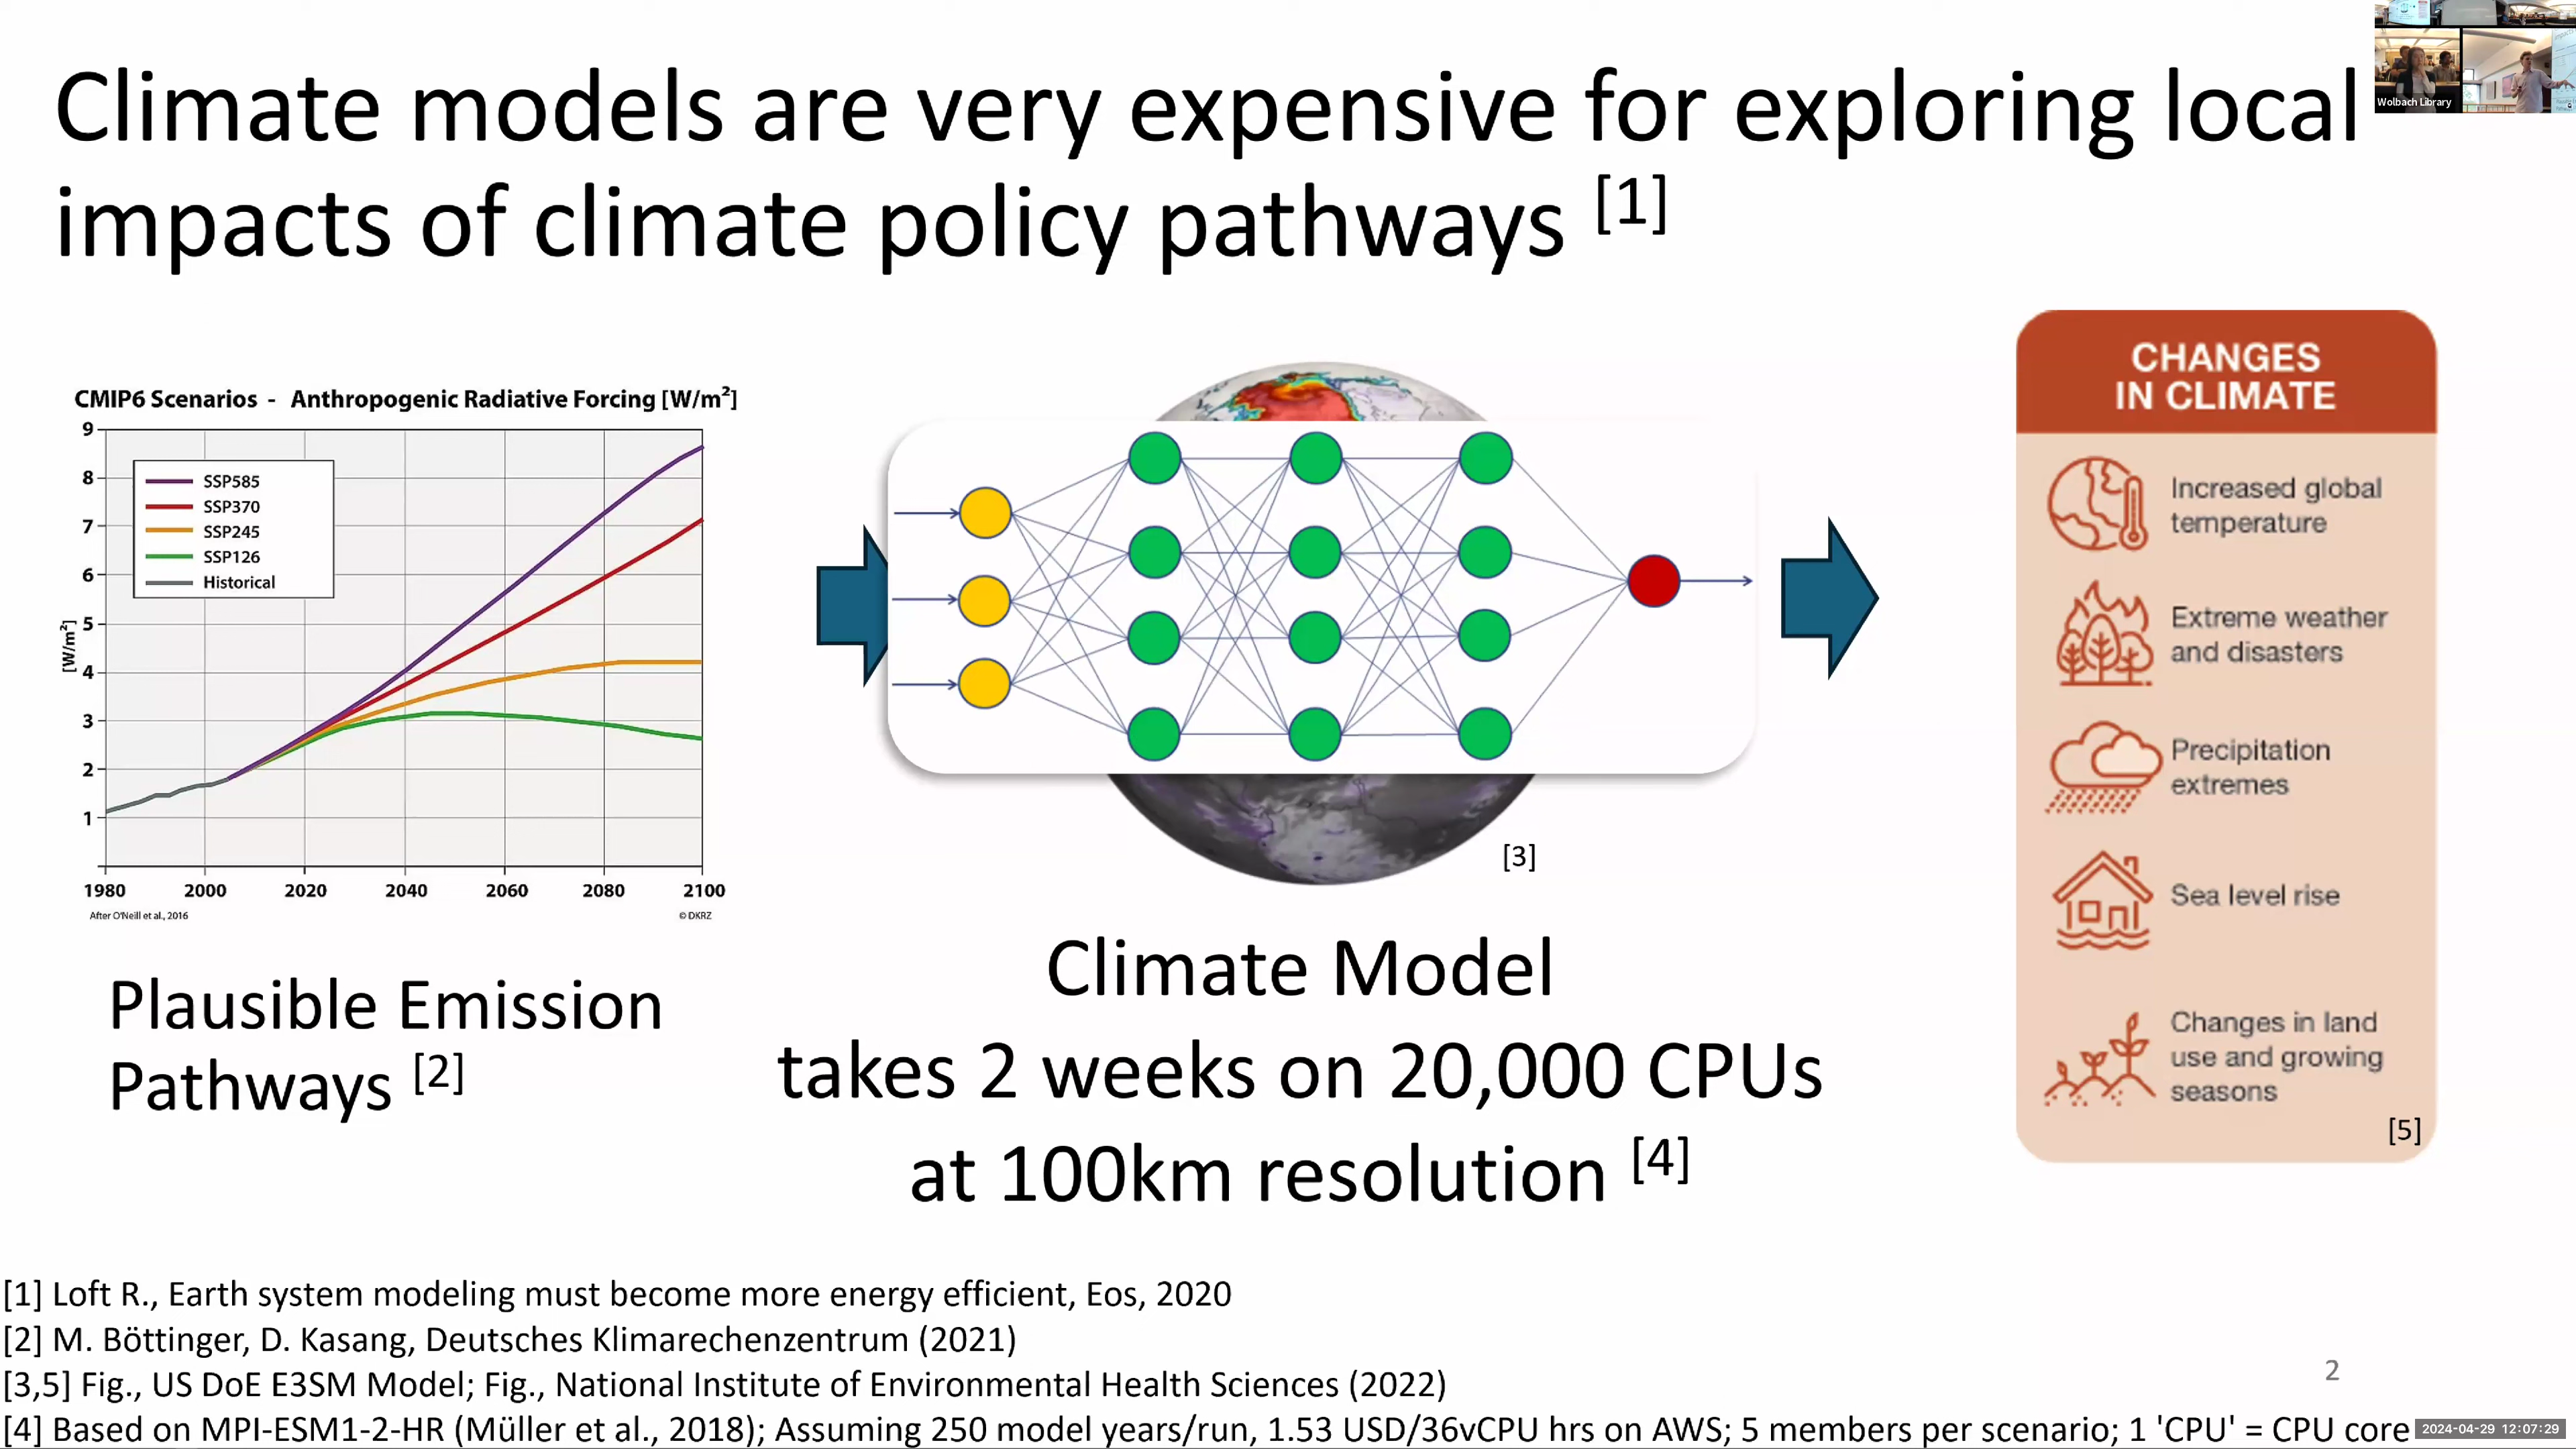 Climate models are very expensive for exploring local
impacts of climate policy pathways [1]
Wolbach Library
CMIP6 Scenarios - Anthropogenic Radiative Forcing [W/m²]
[W/m²]
9
8
7
6
5
4
3
2
1
SSP585
SSP370
SSP245
SSP126
Historical
1980 2000 2020 2040 2060 2080 2100
After O'Neill et al., 2016
© DKRZ
Plausible Emission
Pathways [2]
[3]
Climate Model
takes 2 weeks on 20,000 CPUs
at 100km resolution [4]
CHANGES
IN CLIMATE
Increased global
temperature
Extreme weather
and disasters
Precipitation
extremes
Sea level rise
Changes in land
use and growing
seasons
[5]
[1] Loft R., Earth system modeling must become more energy efficient, Eos, 2020
[2] M. Böttinger, D. Kasang, Deutsches Klimarechenzentrum (2021)
[3,5] Fig., US DoE E3SM Model; Fig., National Institute of Environmental Health Sciences (2022)
[4] Based on MPI-ESM1-2-HR (Müller et al., 2018); Assuming 250 model years/run, 1.53 USD/36vCPU hrs on AWS; 5 members per scenario; 1 'CPU' = CPU core
2
2024-04-29 12:07:29